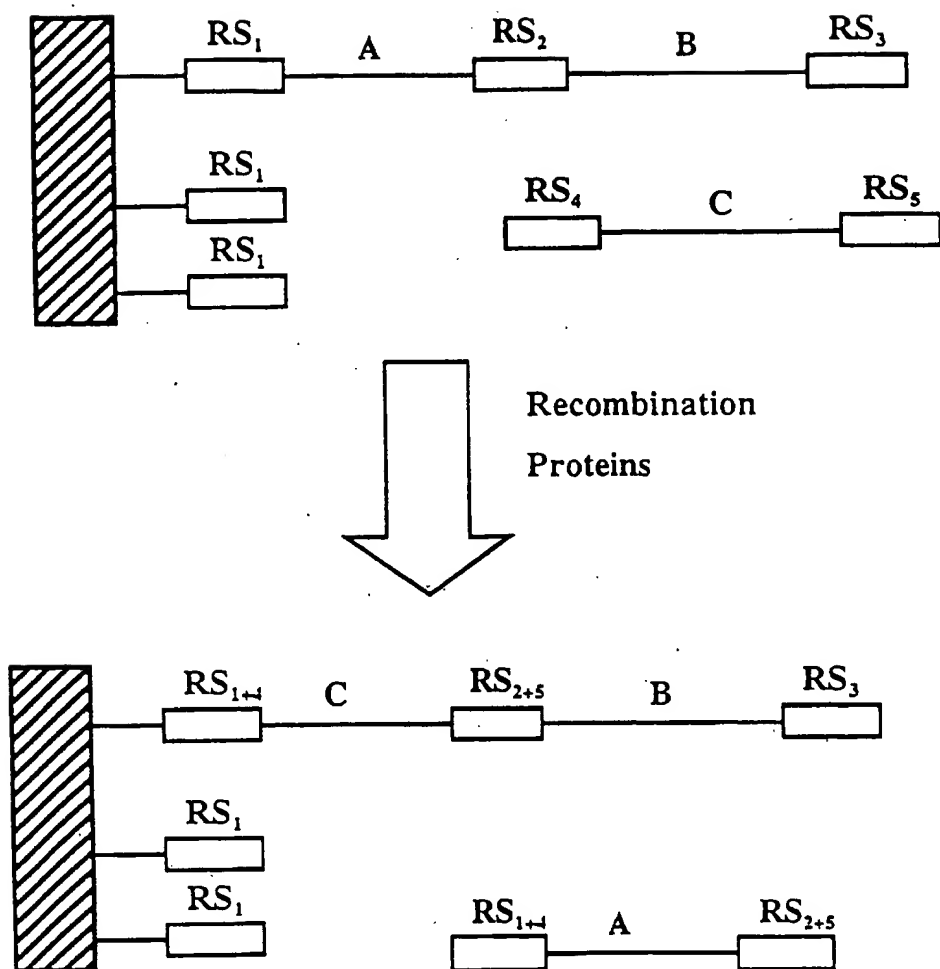 RS₁ A RS₂ B RS₃
RS₁ RS₄ C RS₅
RS₁
Recombination
Proteins
RS₁₊₄ C RS₂₊₅ B RS₃
RS₁
RS₁ RS₁₊₄ A RS₂₊₅